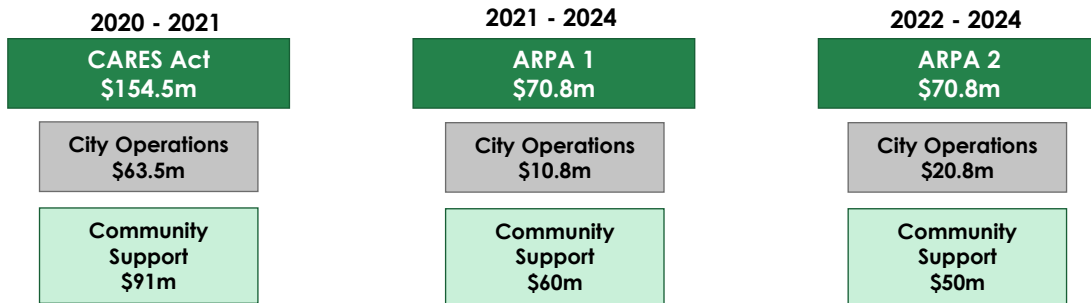 2020 - 2021
CARES Act
$154.5m
City Operations
$63.5m
Community
Support
$91m
2021 - 2024
ARPA 1
$70.8m
City Operations
$10.8m
Community
Support
$60m
2022 - 2024
ARPA 2
$70.8m
City Operations
$20.8m
Community
Support
$50m